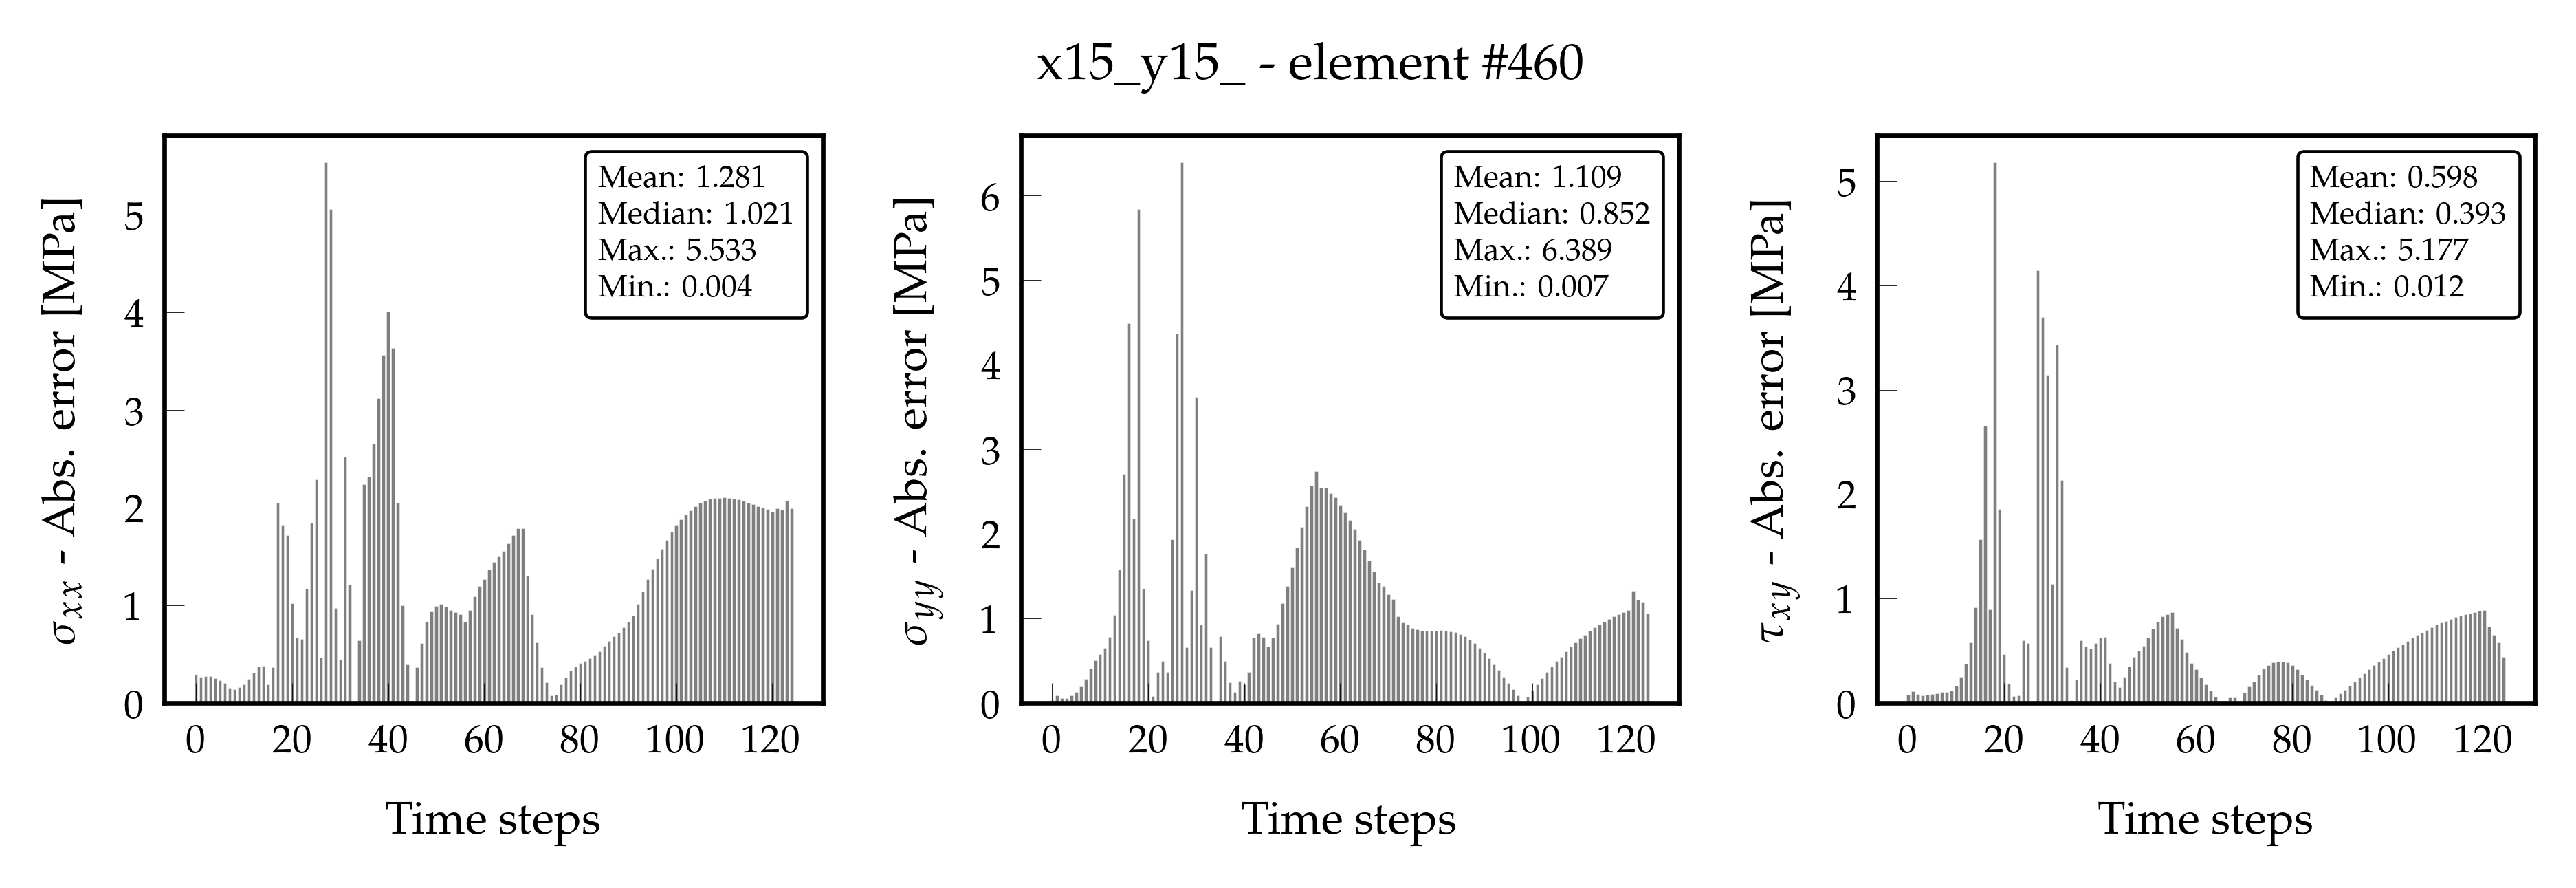 x15_y15_ - element #460
σxx - Abs. error [MPa]
5
4
3
2
1
0
0 20 40 60 80 100 120
Time steps
Mean: 1.281
Median: 1.021
Max.: 5.533
Min.: 0.004
σyy - Abs. error [MPa]
6
5
4
3
2
1
0
0 20 40 60 80 100 120
Time steps
Mean: 1.109
Median: 0.852
Max.: 6.389
Min.: 0.007
τxy - Abs. error [MPa]
5
4
3
2
1
0
0 20 40 60 80 100 120
Time steps
Mean: 0.598
Median: 0.393
Max.: 5.177
Min.: 0.012